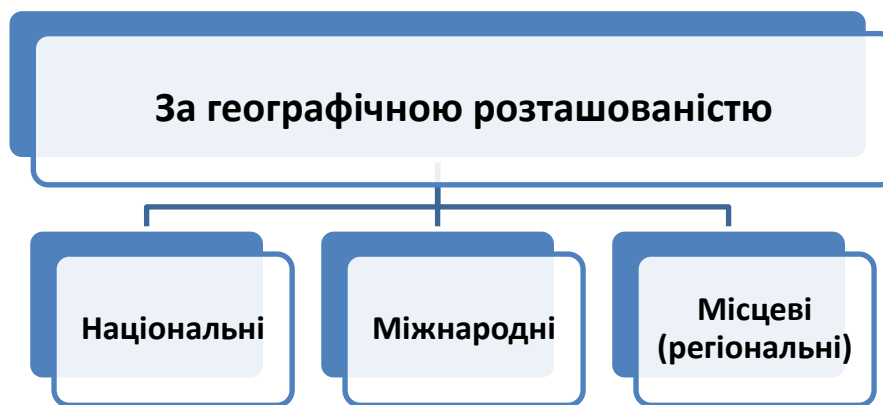 За географічною розташованістю
Національні
Міжнародні
Місцеві
(регіональні)